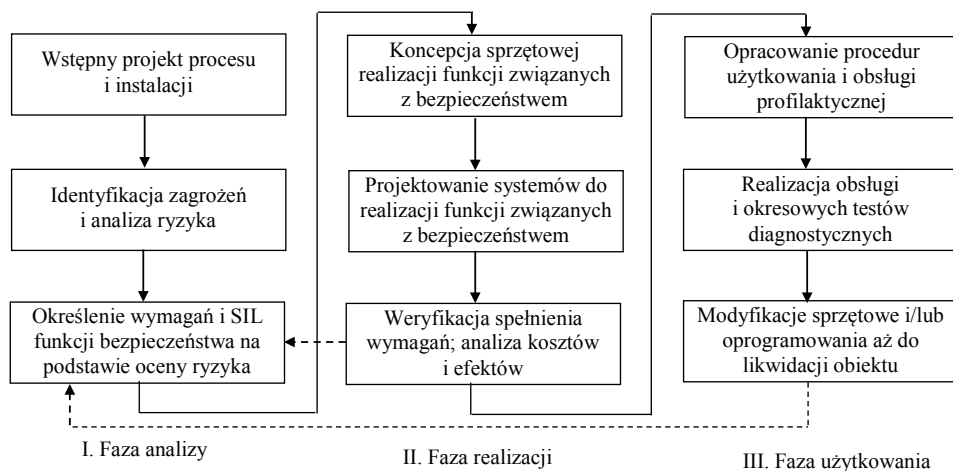 Wstępny projekt procesu
i instalacji
Identyfikacja zagrożeń
i analiza ryzyka
Określenie wymagań i SIL
funkcji bezpieczeństwa na
podstawie oceny ryzyka
I. Faza analizy
Koncepcja sprzętowej
realizacji funkcji związanych
z bezpieczeństwem
Projektowanie systemów do
realizacji funkcji związanych
z bezpieczeństwem
Weryfikacja spełnienia
wymagań; analiza kosztów
i efektów
II. Faza realizacji
Opracowanie procedur
użytkowania i obsługi
profilaktycznej
Realizacja obsługi
i okresowych testów
diagnostycznych
Modyfikacje sprzętowe i/lub
oprogramowania aż do
likwidacji obiektu
III. Faza użytkowania